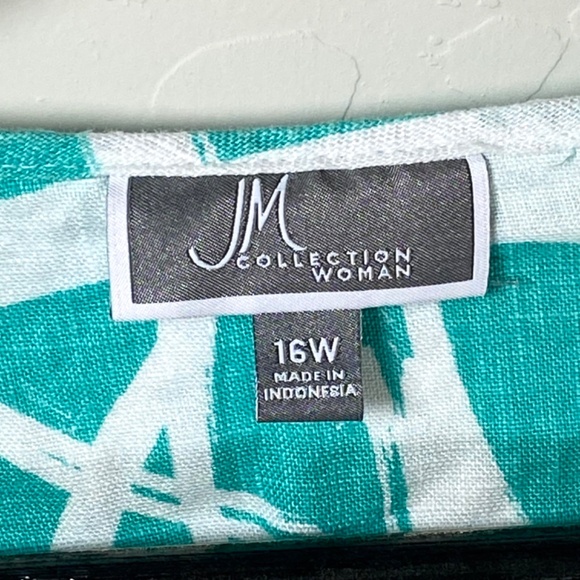 JM
COLLECTION
WOMAN
16W
MADE IN
INDONESIA